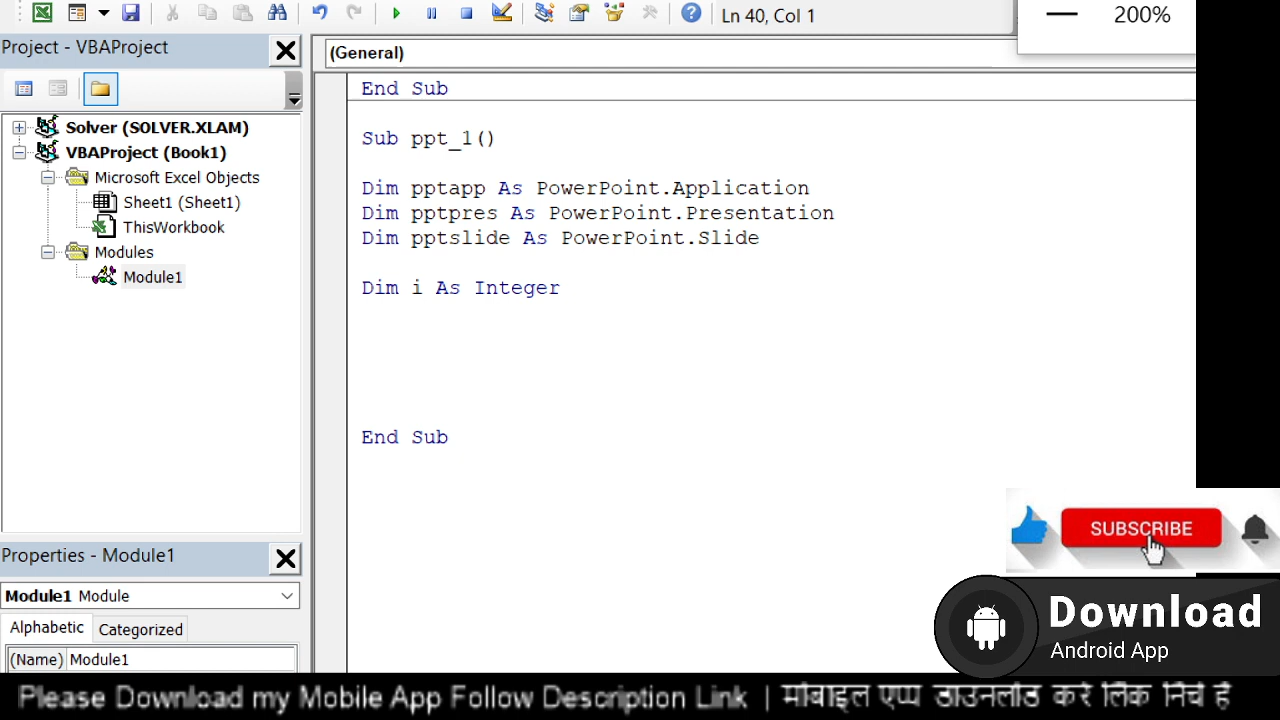 Ln 40, Col 1
200%
Project - VBAProject
(General)
Solver (SOLVER.XLAM)
VBAProject (Book1)
Microsoft Excel Objects
Sheet1 (Sheet1)
ThisWorkbook
Modules
Module1
End Sub
Sub ppt_1()
Dim pptapp As PowerPoint.Application
Dim pptpres As PowerPoint.Presentation
Dim pptslide As PowerPoint.Slide
Dim i As Integer
End Sub
Properties - Module1
Module1 Module
Alphabetic Categorized
(Name) Module1
SUBSCRIBE
Download
Android App
Please Download my Mobile App Follow Description Link | मोबाइल एप्प डाउनलोड करे लिंक निचे है